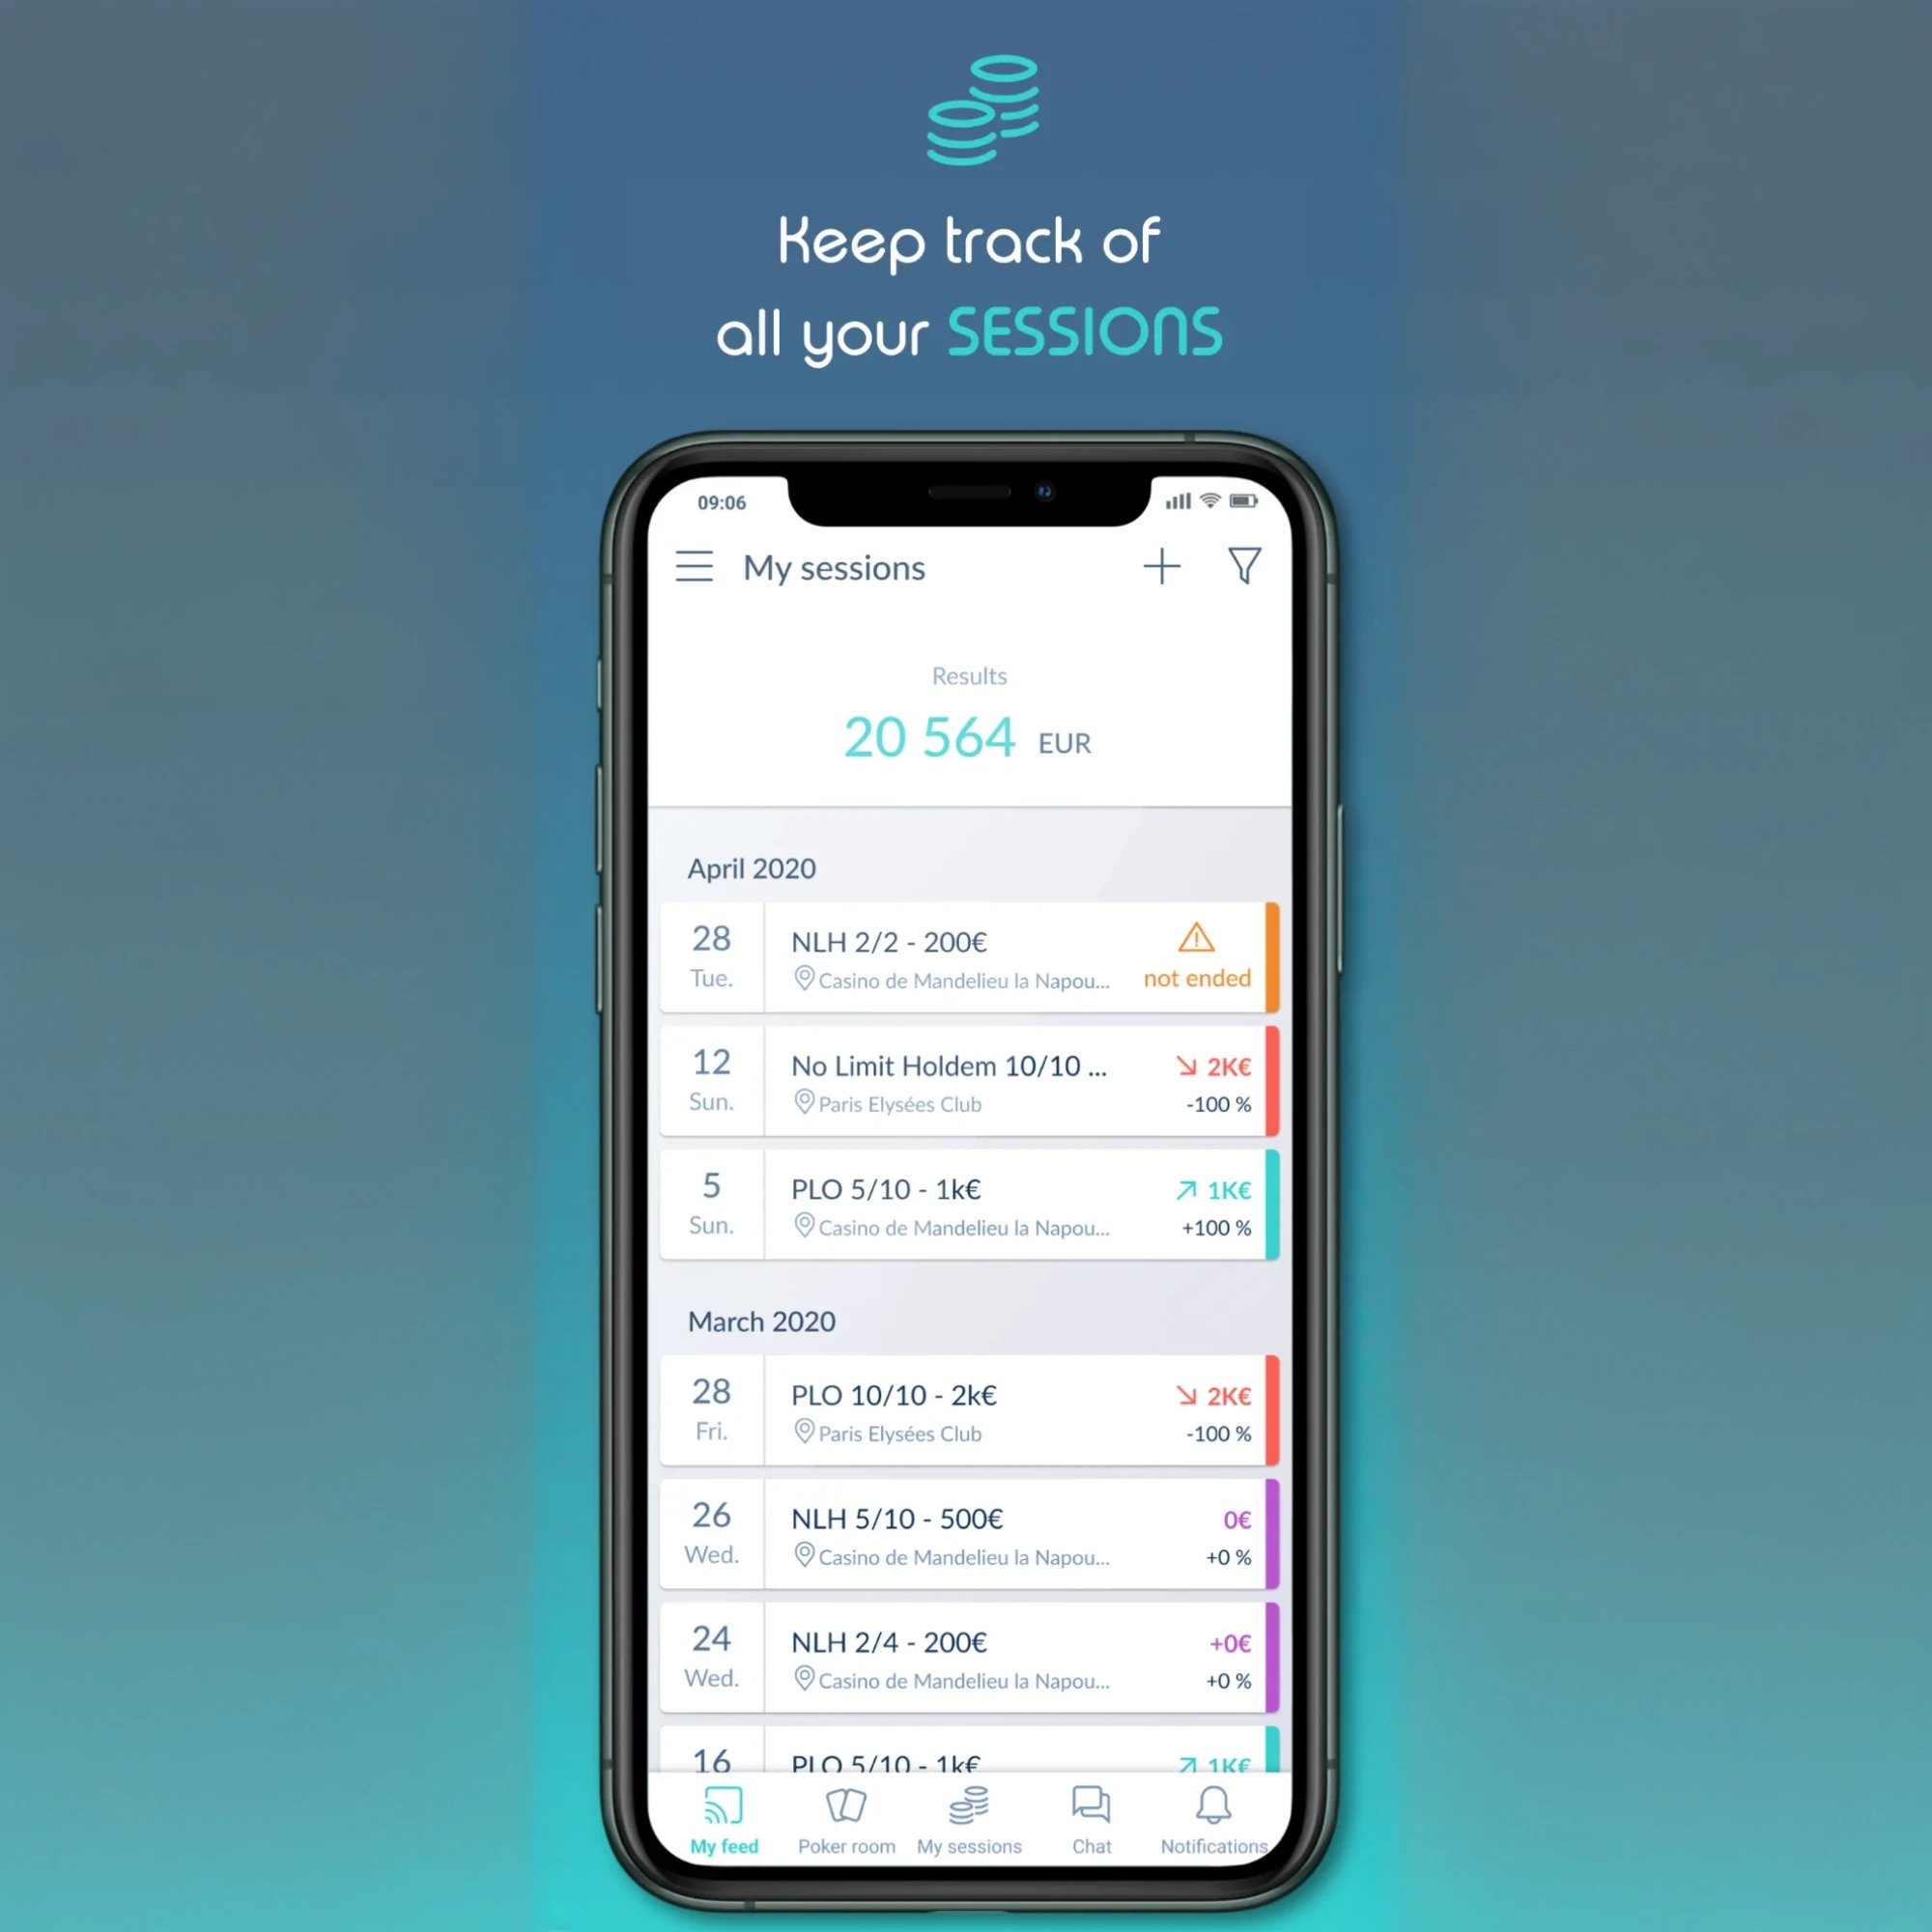 Keep track of
all your SESSIONS
09:06
My sessions
Results
20 564 EUR
April 2020
28
Tue.
NLH 2/2 - 200€
Casino de Mandelieu la Napou...
not ended
12
Sun.
No Limit Holdem 10/10 ...
Paris Elysées Club
2K€
-100 %
5
Sun.
PLO 5/10 - 1k€
Casino de Mandelieu la Napou...
1K€
+100 %
March 2020
28
Fri.
PLO 10/10 - 2k€
Paris Elysées Club
2K€
-100 %
26
Wed.
NLH 5/10 - 500€
Casino de Mandelieu la Napou...
0€
+0 %
24
Wed.
NLH 2/4 - 200€
Casino de Mandelieu la Napou...
+0€
+0 %
16
PLO 5/10 - 1k€
1K€
My feed
Poker room
My sessions
Chat
Notifications